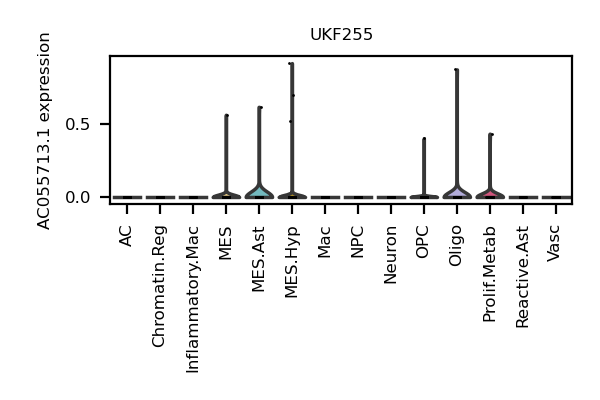 UKF255
AC055713.1 expression
0.5
0.0
AC
Chromatin.Reg
Inflammatory.Mac
MES
MES.Ast
MES.Hyp
Mac
NPC
Neuron
OPC
Oligo
Prolif.Metab
Reactive.Ast
Vasc